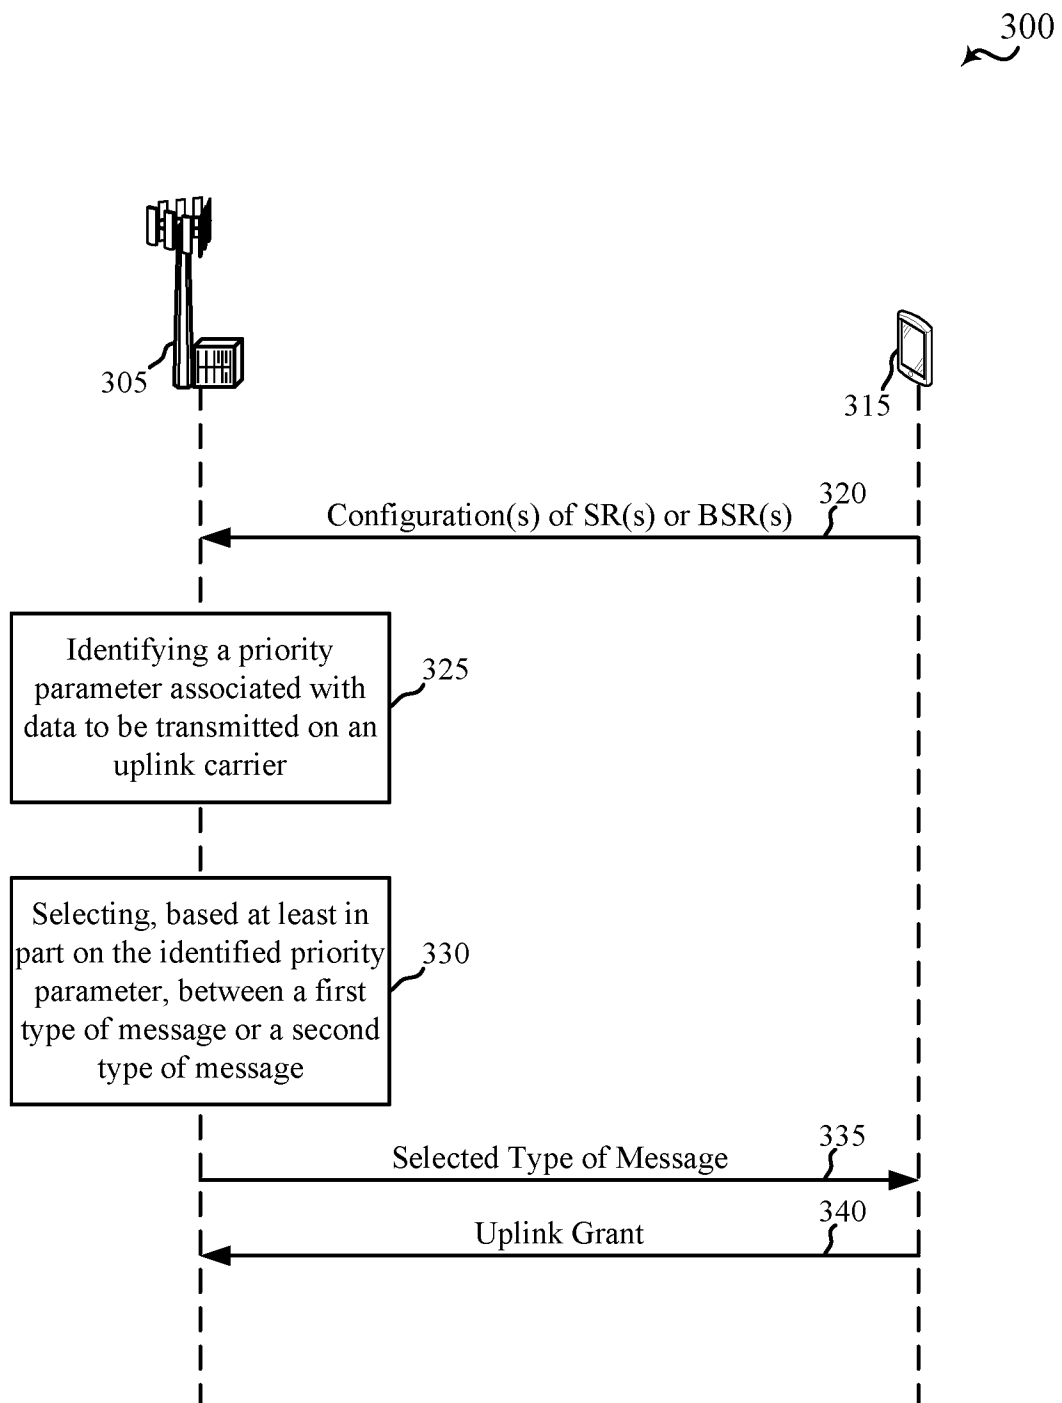 300
305
315
320
Configuration(s) of SR(s) or BSR(s)
Identifying a priority
parameter associated with
data to be transmitted on an
uplink carrier
325
Selecting, based at least in
part on the identified priority
parameter, between a first
type of message or a second
type of message
330
335
Selected Type of Message
340
Uplink Grant